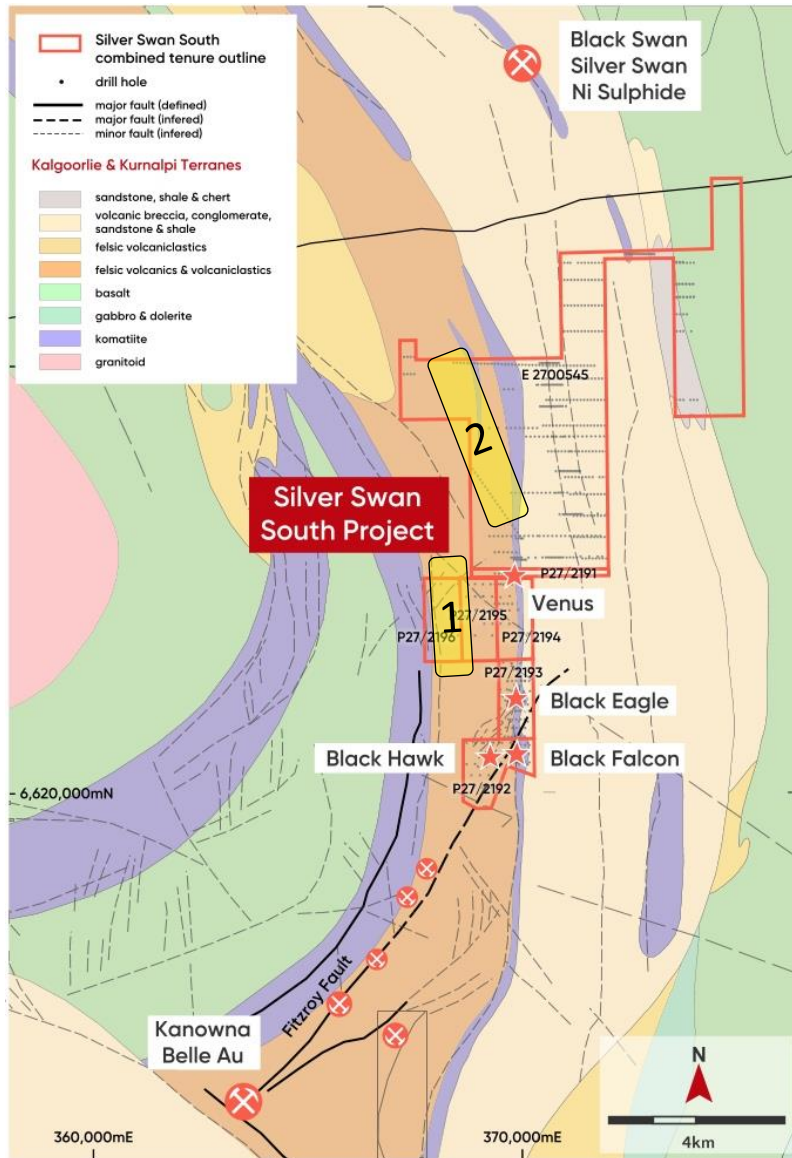 Silver Swan South
combined tenure outline
drill hole
major fault (defined)
major fault (infered)
minor fault (infered)
Kalgoorlie & Kurnalpi Terranes
sandstone, shale & chert
volcanic breccia, conglomerate,
sandstone & shale
felsic volcaniclastics
felsic volcanics & volcaniclastics
basalt
gabbro & dolerite
komatiite
granitoid
Black Swan
Silver Swan
Ni Sulphide
E 2700545
2
Silver Swan
South Project
P27/2191
Venus
1
P27/2195
P27/2196
P27/2194
P27/2193
Black Eagle
Black Hawk
Black Falcon
P27/2192
6,620,000mN
Fitzroy Fault
Kanowna
Belle Au
N
4km
360,000mE
370,000mE